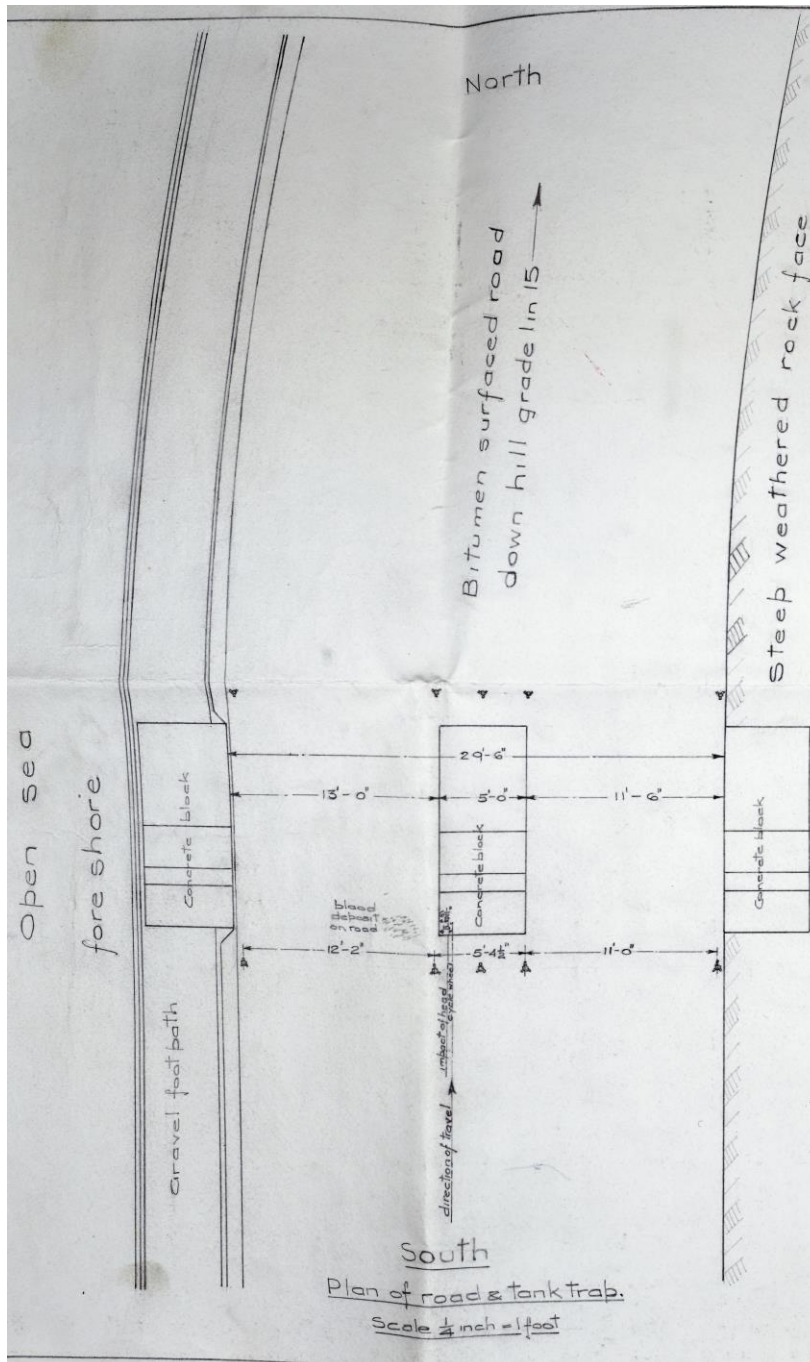 North
Bitumen surfaced road
down hill grade 1 in 15
Steep weathered rock face
Open sea
fore shore
29'-6"
13'-0"
5'-0"
11'-6"
Concrete block
Concrete block
Concrete block
blood
deposit
on road
12'-2"
5'-4½"
11'-0"
impact of head
cycle wheel
Gravel foot path
direction of travel
South
Plan of road & tank trap.
Scale ¼ inch = 1 foot